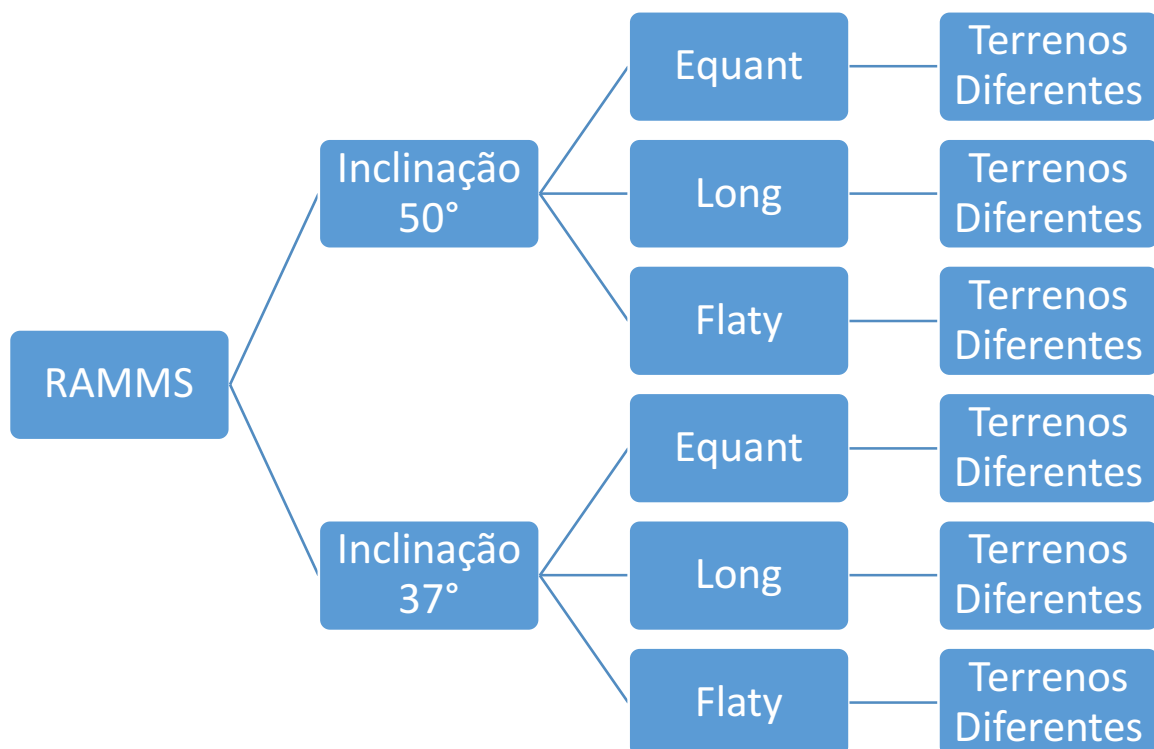 RAMMS
Inclinação
50°
Equant
Terrenos
Diferentes
Long
Terrenos
Diferentes
Flaty
Terrenos
Diferentes
Inclinação
37°
Equant
Terrenos
Diferentes
Long
Terrenos
Diferentes
Flaty
Terrenos
Diferentes